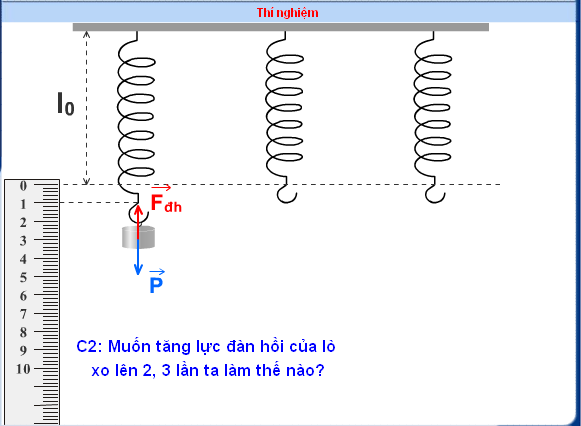 Thí nghiệm
l₀
0
1
2
3
4
5
6
7
8
9
10
Fđh
P
C2: Muốn tăng lực đàn hồi của lò
xo lên 2, 3 lần ta làm thế nào?